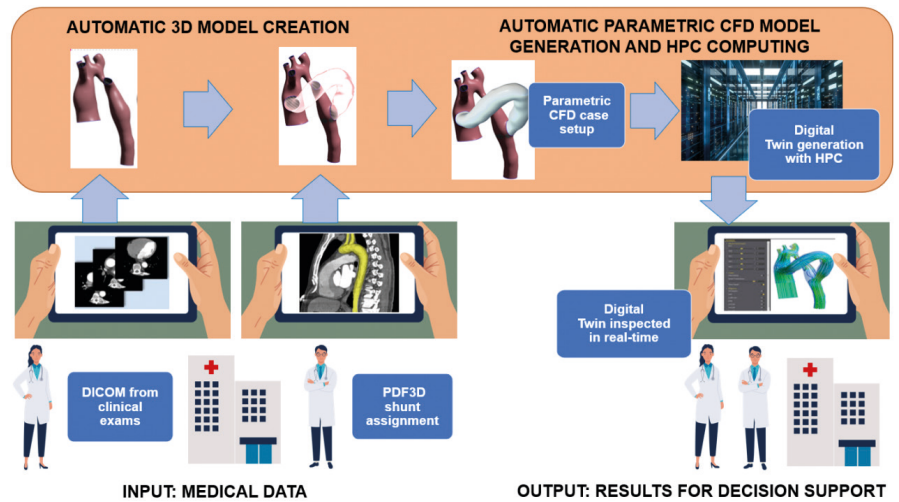 AUTOMATIC 3D MODEL CREATION
AUTOMATIC PARAMETRIC CFD MODEL
GENERATION AND HPC COMPUTING
Parametric
CFD case
setup
Digital
Twin generation
with HPC
Digital
Twin inspected
in real-time
DICOM from
clinical
exams
PDF3D
shunt
assignment
INPUT: MEDICAL DATA
OUTPUT: RESULTS FOR DECISION SUPPORT